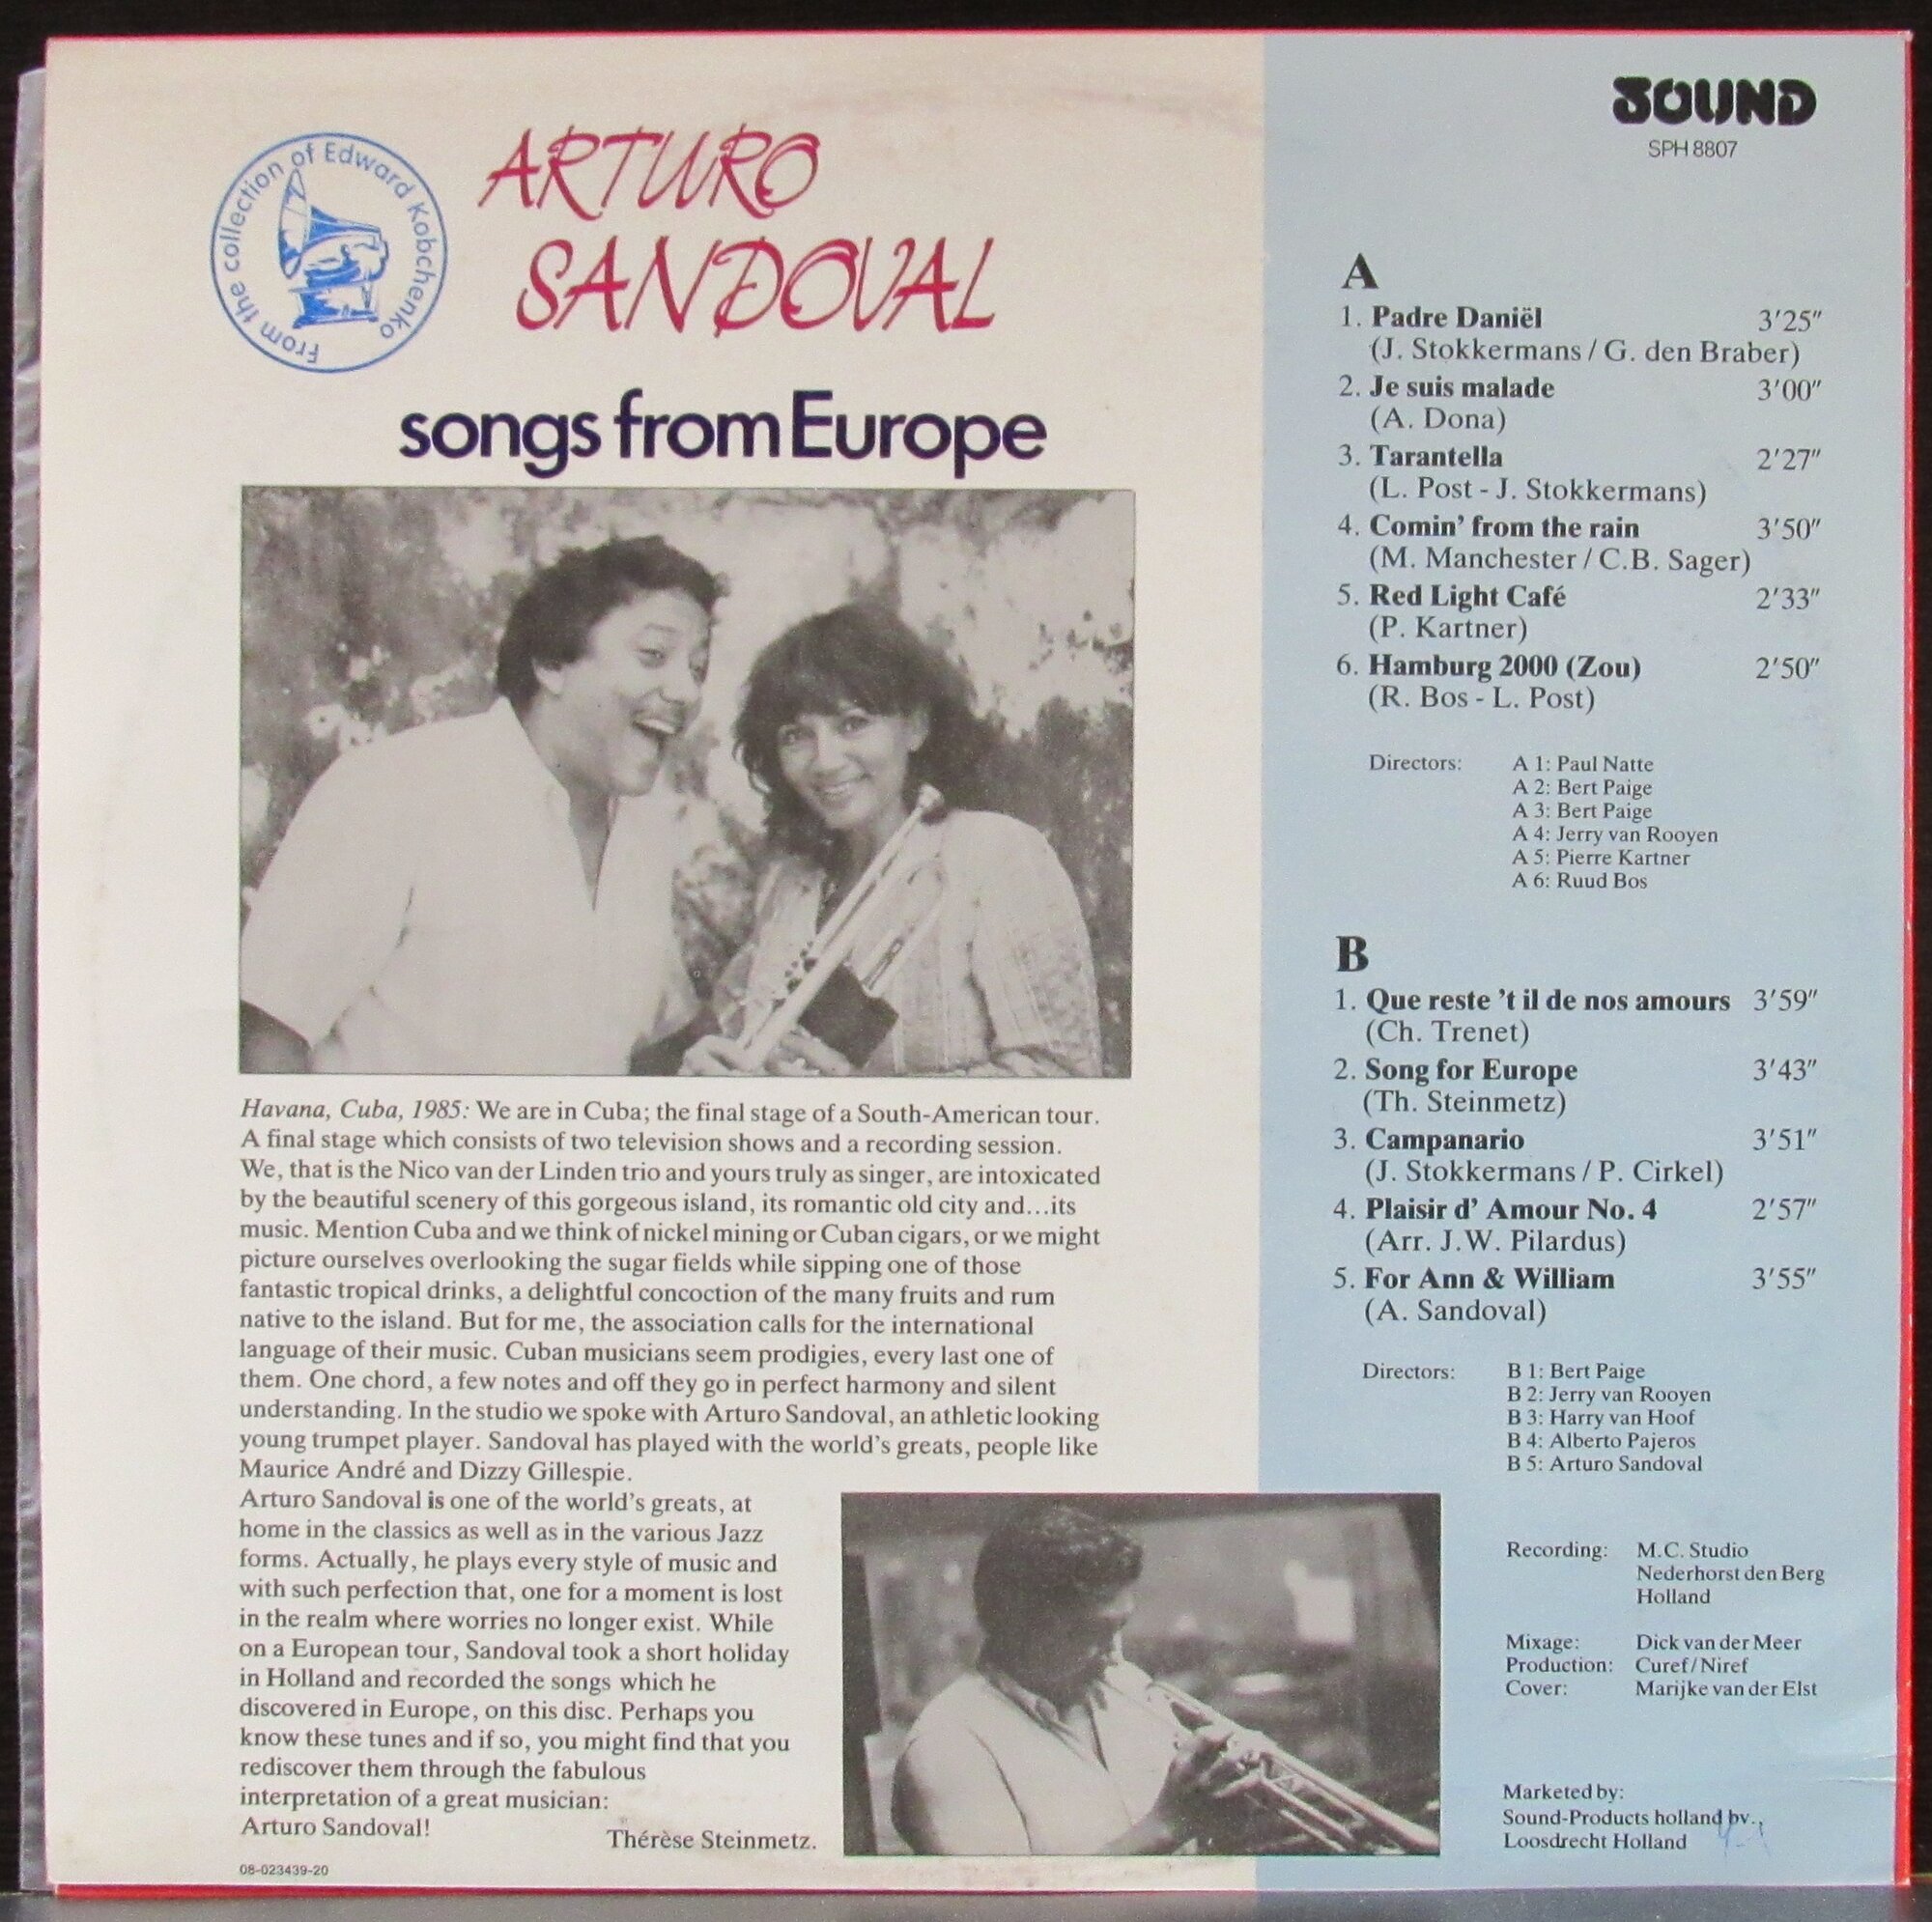 From the collection of Edward Kobchenko
ARTURO
SANDOVAL
songs from Europe
Havana, Cuba, 1985: We are in Cuba; the final stage of a South-American tour.
A final stage which consists of two television shows and a recording session.
We, that is the Nico van der Linden trio and yours truly as singer, are intoxicated
by the beautiful scenery of this gorgeous island, its romantic old city and...its
music. Mention Cuba and we think of nickel mining or Cuban cigars, or we might
picture ourselves overlooking the sugar fields while sipping one of those
fantastic tropical drinks, a delightful concoction of the many fruits and rum
native to the island. But for me, the association calls for the international
language of their music. Cuban musicians seem prodigies, every last one of
them. One chord, a few notes and off they go in perfect harmony and silent
understanding. In the studio we spoke with Arturo Sandoval, an athletic looking
young trumpet player. Sandoval has played with the world's greats, people like
Maurice André and Dizzy Gillespie.
Arturo Sandoval is one of the world's greats, at
home in the classics as well as in the various Jazz
forms. Actually, he plays every style of music and
with such perfection that, one for a moment is lost
in the realm where worries no longer exist. While
on a European tour, Sandoval took a short holiday
in Holland and recorded the songs which he
discovered in Europe, on this disc. Perhaps you
know these tunes and if so, you might find that you
rediscover them through the fabulous
interpretation of a great musician:
Arturo Sandoval!
Thérèse Steinmetz.
08-023439-20
SOUND
SPH 8807
A
1. Padre Daniël 3'25"
(J. Stokkermans / G. den Braber)
2. Je suis malade 3'00"
(A. Dona)
3. Tarantella 2'27"
(L. Post - J. Stokkermans)
4. Comin' from the rain 3'50"
(M. Manchester / C.B. Sager)
5. Red Light Café 2'33"
(P. Kartner)
6. Hamburg 2000 (Zou) 2'50"
(R. Bos - L. Post)
Directors: A 1: Paul Natte
A 2: Bert Paige
A 3: Bert Paige
A 4: Jerry van Rooyen
A 5: Pierre Kartner
A 6: Ruud Bos
B
1. Que reste 't il de nos amours 3'59"
(Ch. Trenet)
2. Song for Europe 3'43"
(Th. Steinmetz)
3. Campanario 3'51"
(J. Stokkermans / P. Cirkel)
4. Plaisir d' Amour No. 4 2'57"
(Arr. J.W. Pilardus)
5. For Ann & William 3'55"
(A. Sandoval)
Directors: B 1: Bert Paige
B 2: Jerry van Rooyen
B 3: Harry van Hoof
B 4: Alberto Pajeros
B 5: Arturo Sandoval
Recording: M.C. Studio
Nederhorst den Berg
Holland
Mixage: Dick van der Meer
Production: Curef/Niref
Cover: Marijke van der Elst
Marketed by:
Sound-Products holland bv.,
Loosdrecht Holland